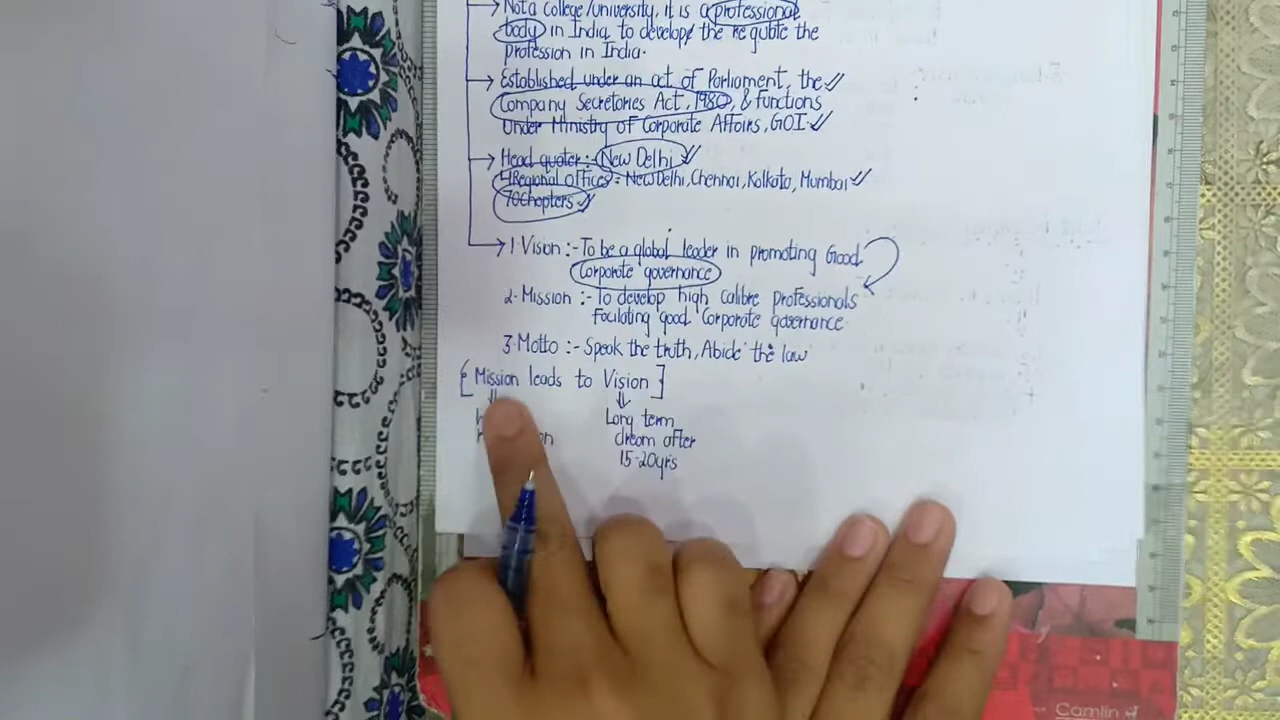 Not a college/university, it is a professional
body in India to develope the requbte the
profession in India.
Established under an act of Parliament, the
Company Secretories Act, 1980, & functions
Under Ministry of Corporate Affairs, GOI.
Head quater :- New Delhi
4 Regional offices :- New Delhi, Chennai, Kolkata, Mumbai
70 Chapters
1. Vision :- To be a global leader in promoting Good
Corporate governance
2. Mission :- To develop high calibre professionals
Facilating good Corporate governance
3. Motto :- Speak the truth, Abide the law
[Mission leads to Vision]
Long term
dream after
15-20yrs
Camlin